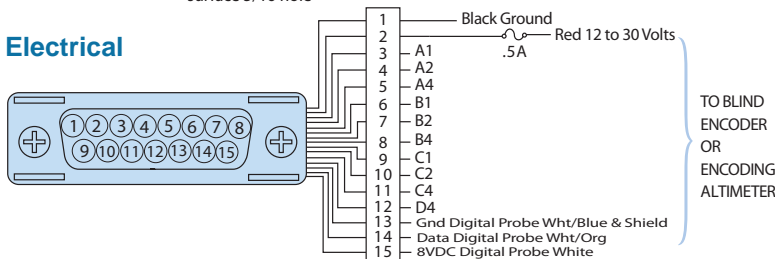 Electrical
1 Black Ground
2 Red 12 to 30 Volts
.5A
3 A1
4 A2
5 A4
6 B1
7 B2
8 B4
9 C1
10 C2
11 C4
12 D4
13 Gnd Digital Probe Wht/Blue & Shield
14 Data Digital Probe Wht/Org
15 8VDC Digital Probe White
TO BLIND
ENCODER
OR
ENCODING
ALTIMETER
1 2 3 4 5 6 7 8
9 10 11 12 13 14 15